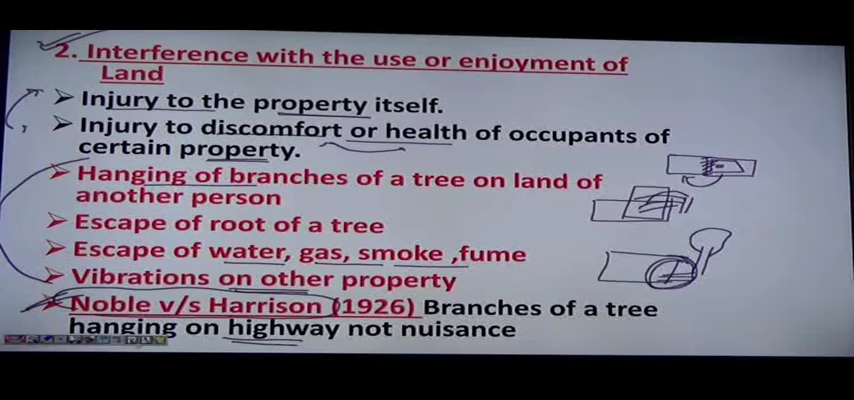 2. Interference with the use or enjoyment of
Land
➢ Injury to the property itself.
➢ Injury to discomfort or health of occupants of
certain property.
➢ Hanging of branches of a tree on land of
another person
➢ Escape of root of a tree
➢ Escape of water, gas, smoke ,fume
➢ Vibrations on other property
➢ Noble v/s Harrison (1926) Branches of a tree
hanging on highway not nuisance